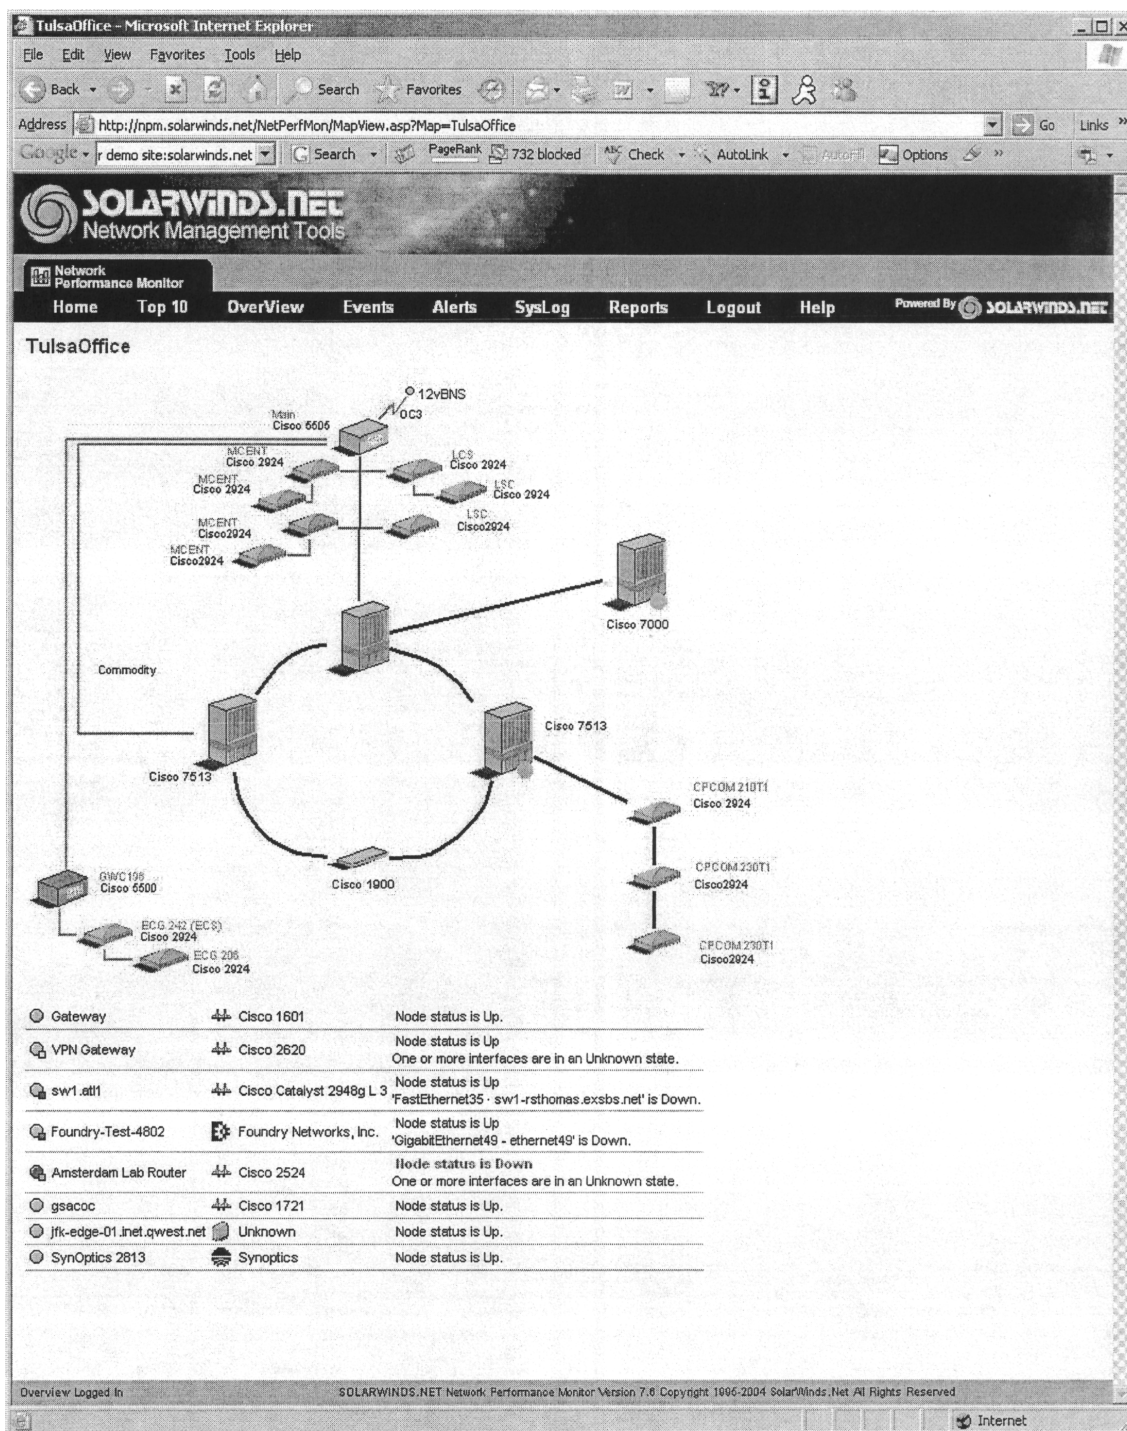 TulsaOffice - Microsoft Internet Explorer
File Edit View Favorites Tools Help
Back Search Favorites
Address http://npm.solarwinds.net/NetPerfMon/MapView.asp?Map=TulsaOffice Go Links »
Google r demo site:solarwinds.net Search PageRank 732 blocked ABC Check AutoLink AutoFill Options »
SOLARWINDS.NET
Network Management Tools
Network
Performance Monitor
Home Top 10 OverView Events Alerts SysLog Reports Logout Help Powered By SOLARWINDS.NET
TulsaOffice
12vBNS
OC3
Main
Cisco 5505
MCENT
Cisco 2924
LCS
Cisco 2924
MCENT
Cisco 2924
LSC
Cisco 2924
MCENT
Cisco2924
LSC
Cisco2924
MCENT
Cisco2924
Cisco 7000
Commodity
Cisco 7513
Cisco 7513
CPCOM 210T1
Cisco 2924
CPCOM 230T1
Cisco2924
Cisco 1900
GWC198
Cisco 5500
ECG 242 (ECS)
Cisco 2924
CPCOM 230T1
Cisco2924
ECG 206
Cisco 2924
Gateway Cisco 1601 Node status is Up.
VPN Gateway Cisco 2620 Node status is Up
One or more interfaces are in an Unknown state.
sw1.atl1 Cisco Catalyst 2948g L 3 Node status is Up
'FastEthernet35 · sw1-rsthomas.exsbs.net' is Down.
Foundry-Test-4802 Foundry Networks, Inc. Node status is Up
'GigabitEthernet49 - ethernet49' is Down.
Amsterdam Lab Router Cisco 2524 Node status is Down
One or more interfaces are in an Unknown state.
gsacoc Cisco 1721 Node status is Up.
jfk-edge-01.inet.qwest.net Unknown Node status is Up.
SynOptics 2813 Synoptics Node status is Up.
Overview Logged In SOLARWINDS.NET Network Performance Monitor Version 7.6 Copyright 1995-2004 SolarWinds.Net All Rights Reserved
Internet